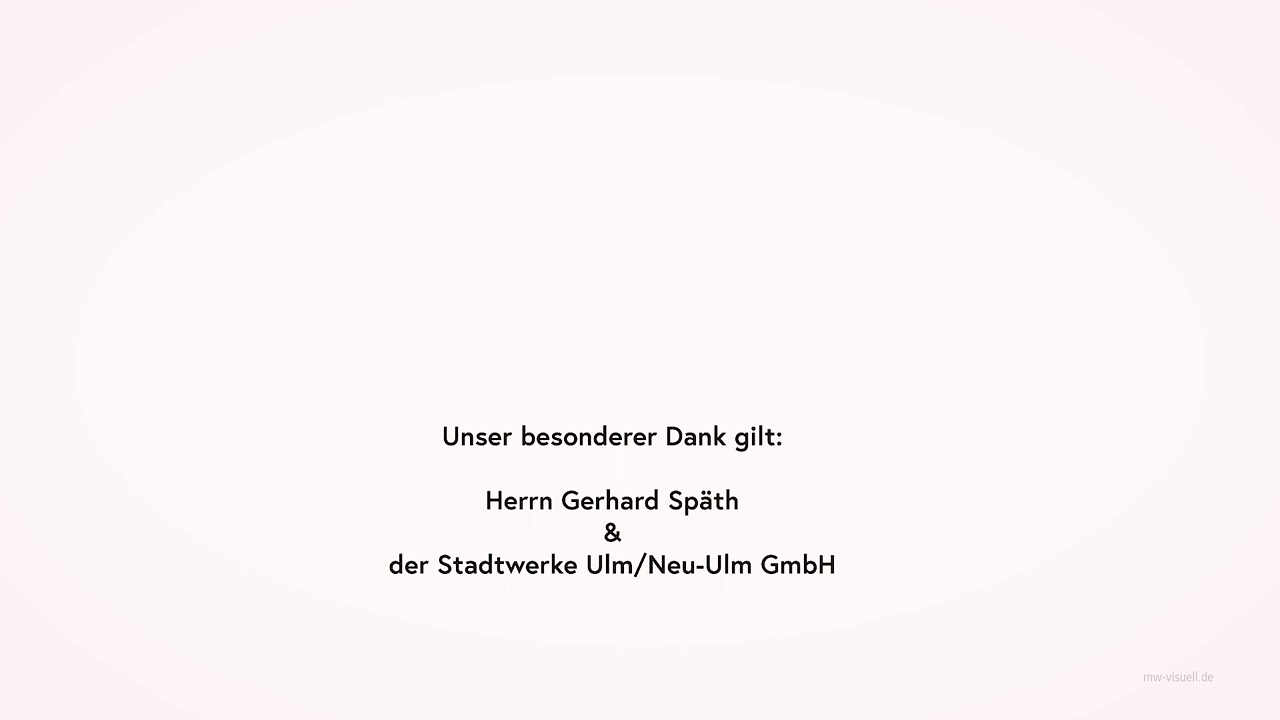 Unser besonderer Dank gilt:
Herrn Gerhard Späth
&
der Stadtwerke Ulm/Neu-Ulm GmbH
mw-visuell.de